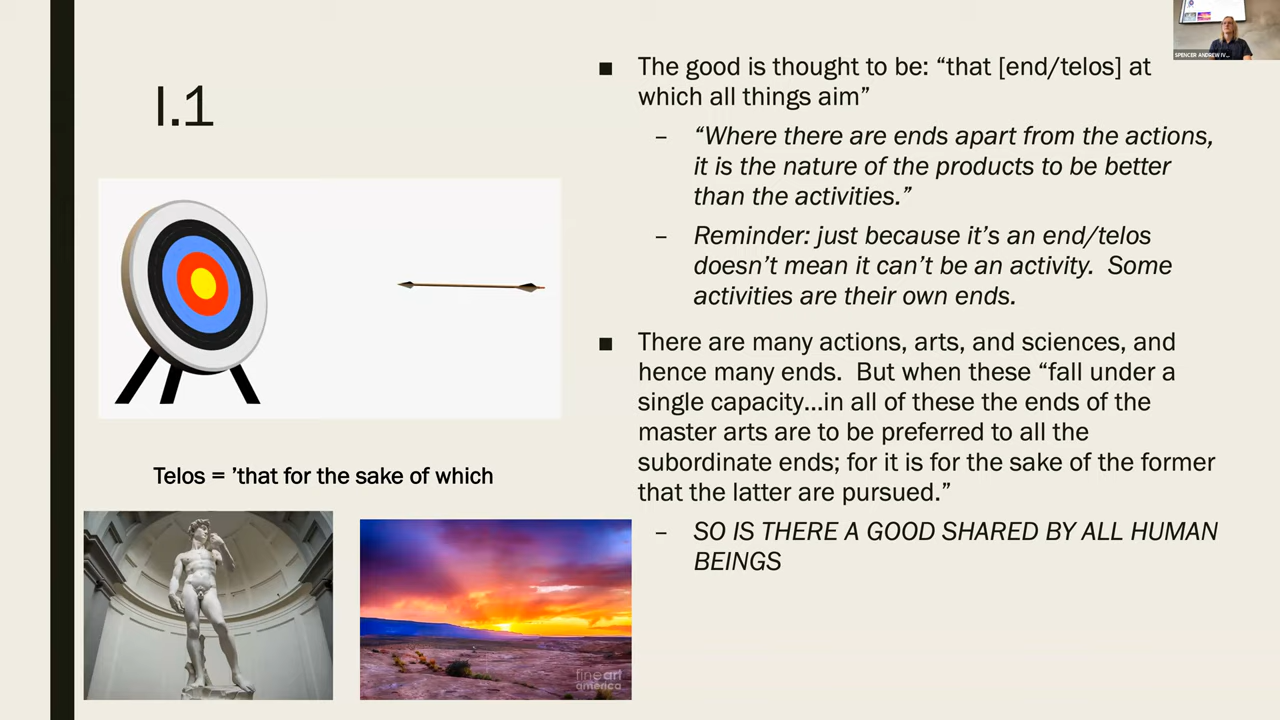 I.1
■ The good is thought to be: “that [end/telos] at
which all things aim”
– “Where there are ends apart from the actions,
it is the nature of the products to be better
than the activities.”
– Reminder: just because it’s an end/telos
doesn’t mean it can’t be an activity.  Some
activities are their own ends.
■ There are many actions, arts, and sciences, and
hence many ends.  But when these “fall under a
single capacity...in all of these the ends of the
master arts are to be preferred to all the
subordinate ends; for it is for the sake of the former
that the latter are pursued.”
– SO IS THERE A GOOD SHARED BY ALL HUMAN
BEINGS
Telos = ’that for the sake of which
fineart
america
SPENCER ANDREW IV...